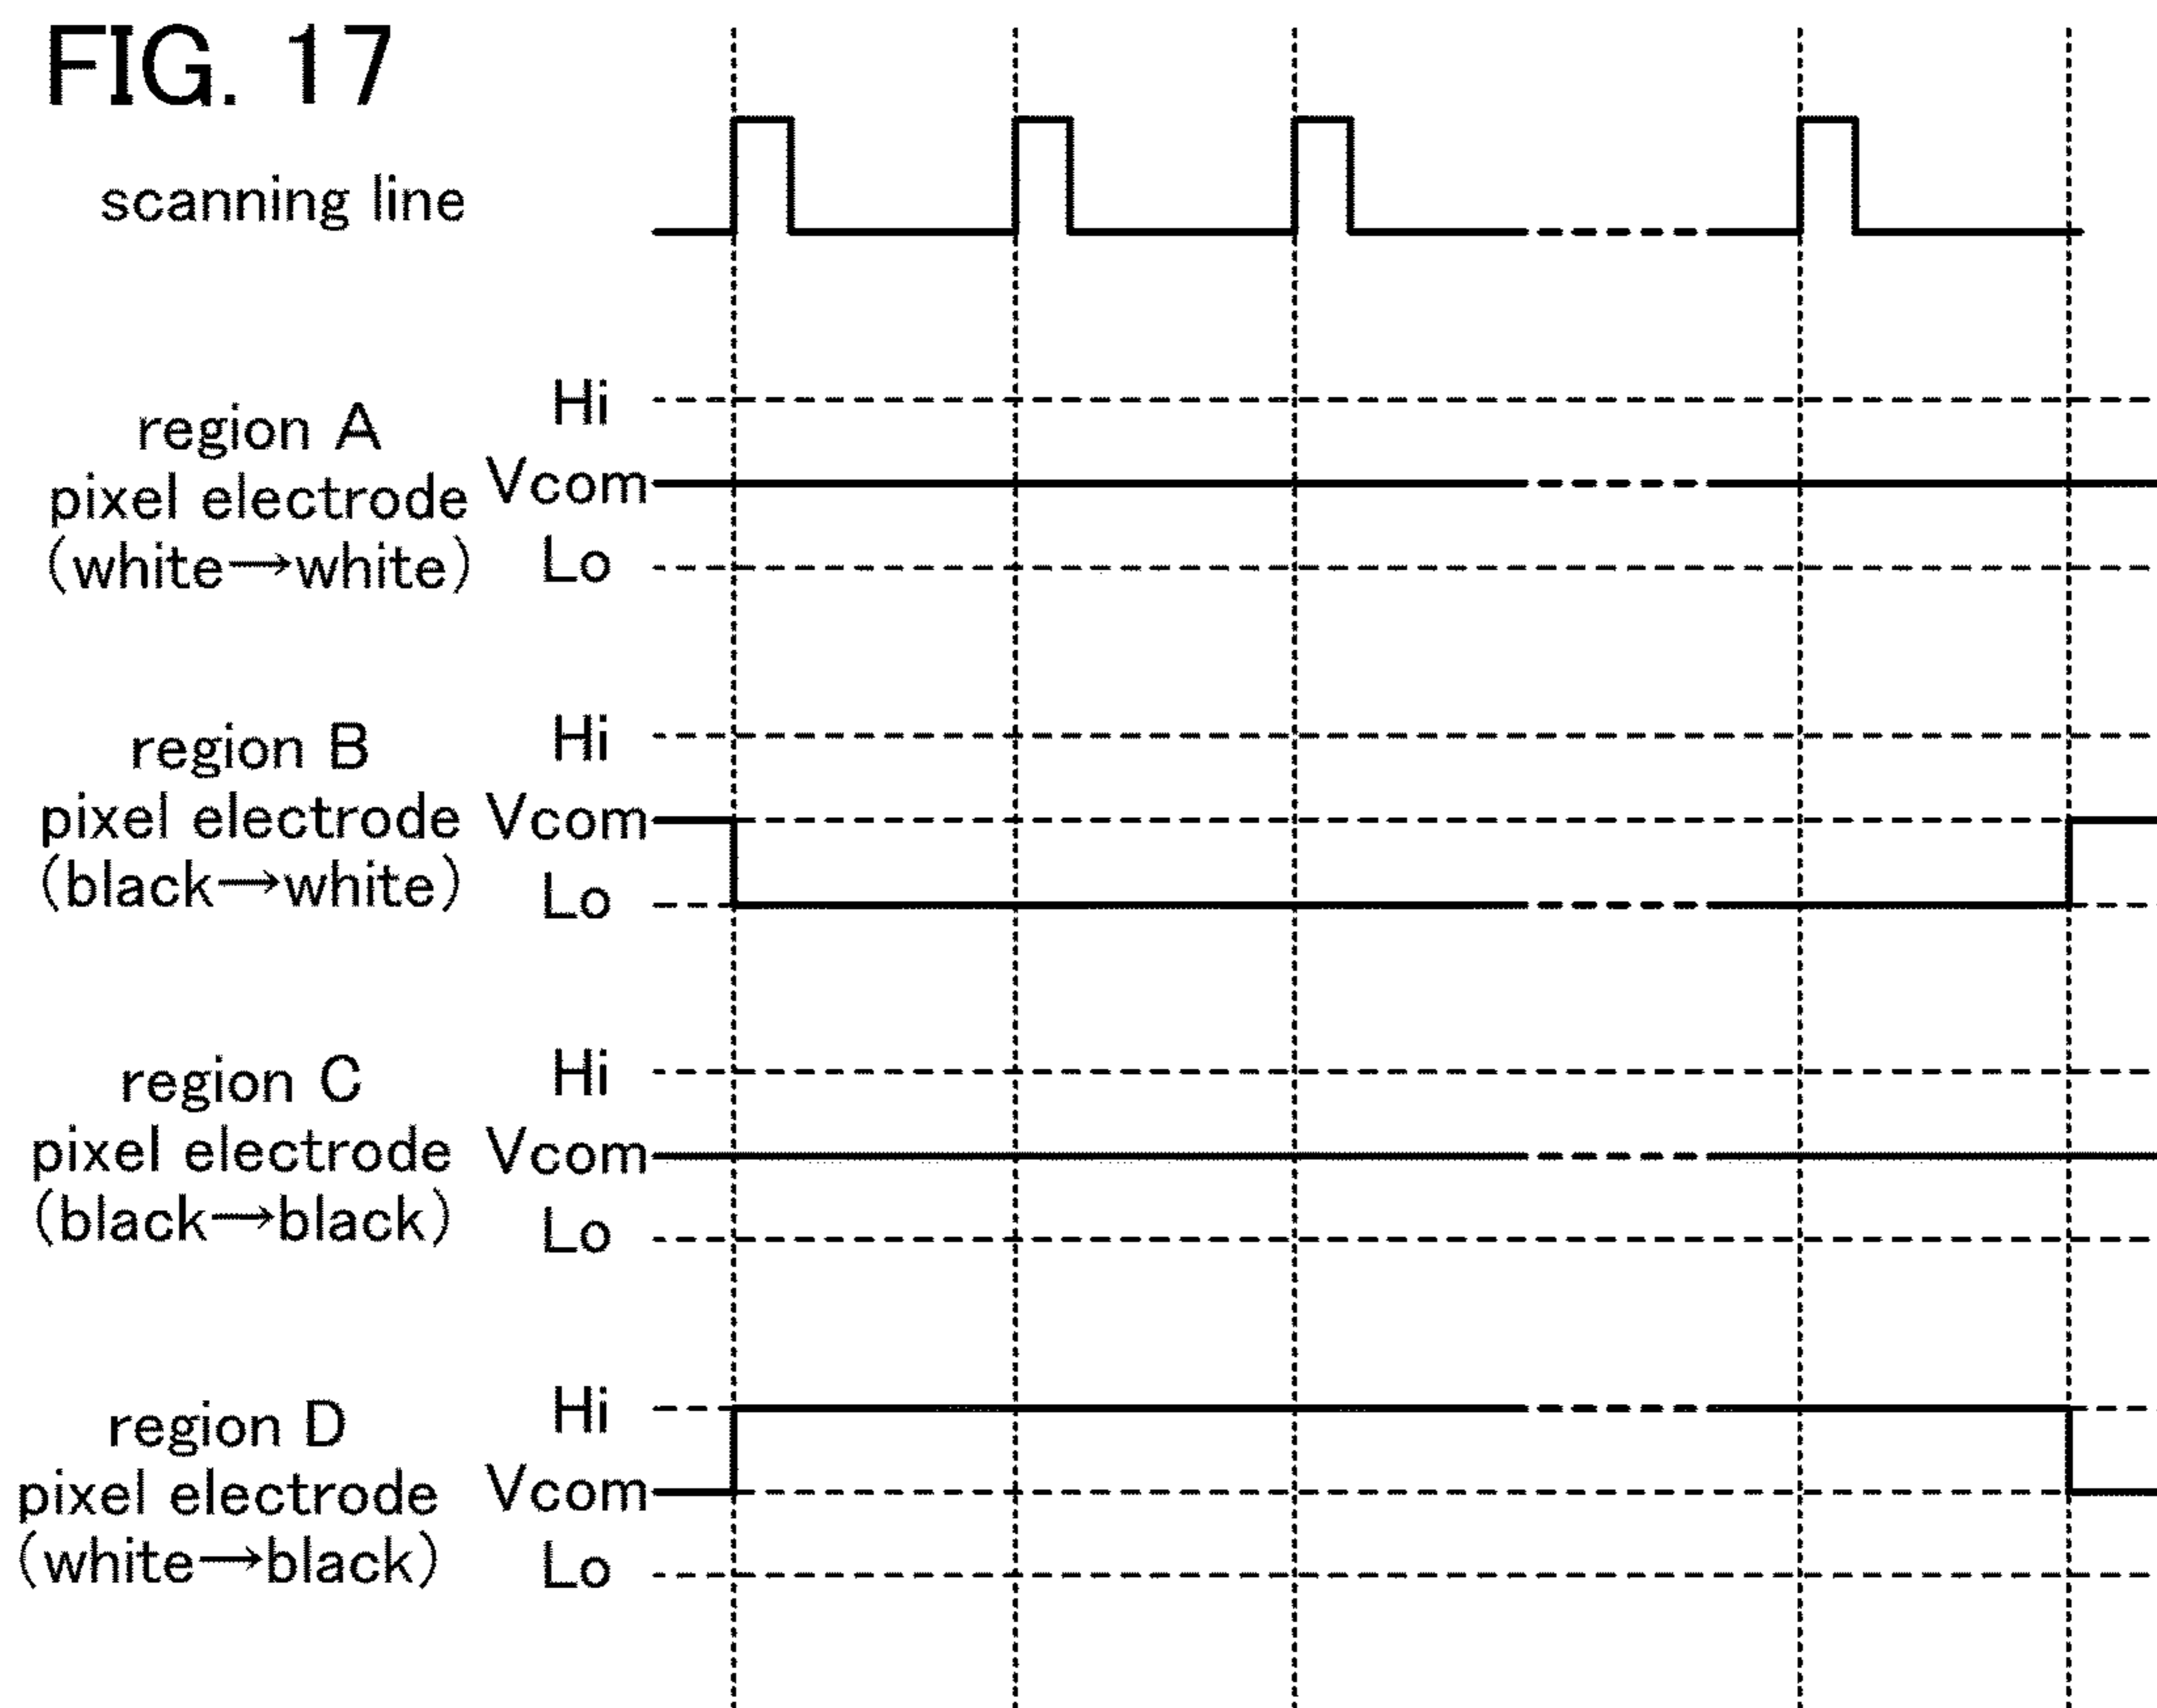 FIG. 17
scanning line
region A
pixel electrode
(white→white)
Hi
Vcom
Lo
region B
pixel electrode
(black→white)
Hi
Vcom
Lo
region C
pixel electrode
(black→black)
Hi
Vcom
Lo
region D
pixel electrode
(white→black)
Hi
Vcom
Lo